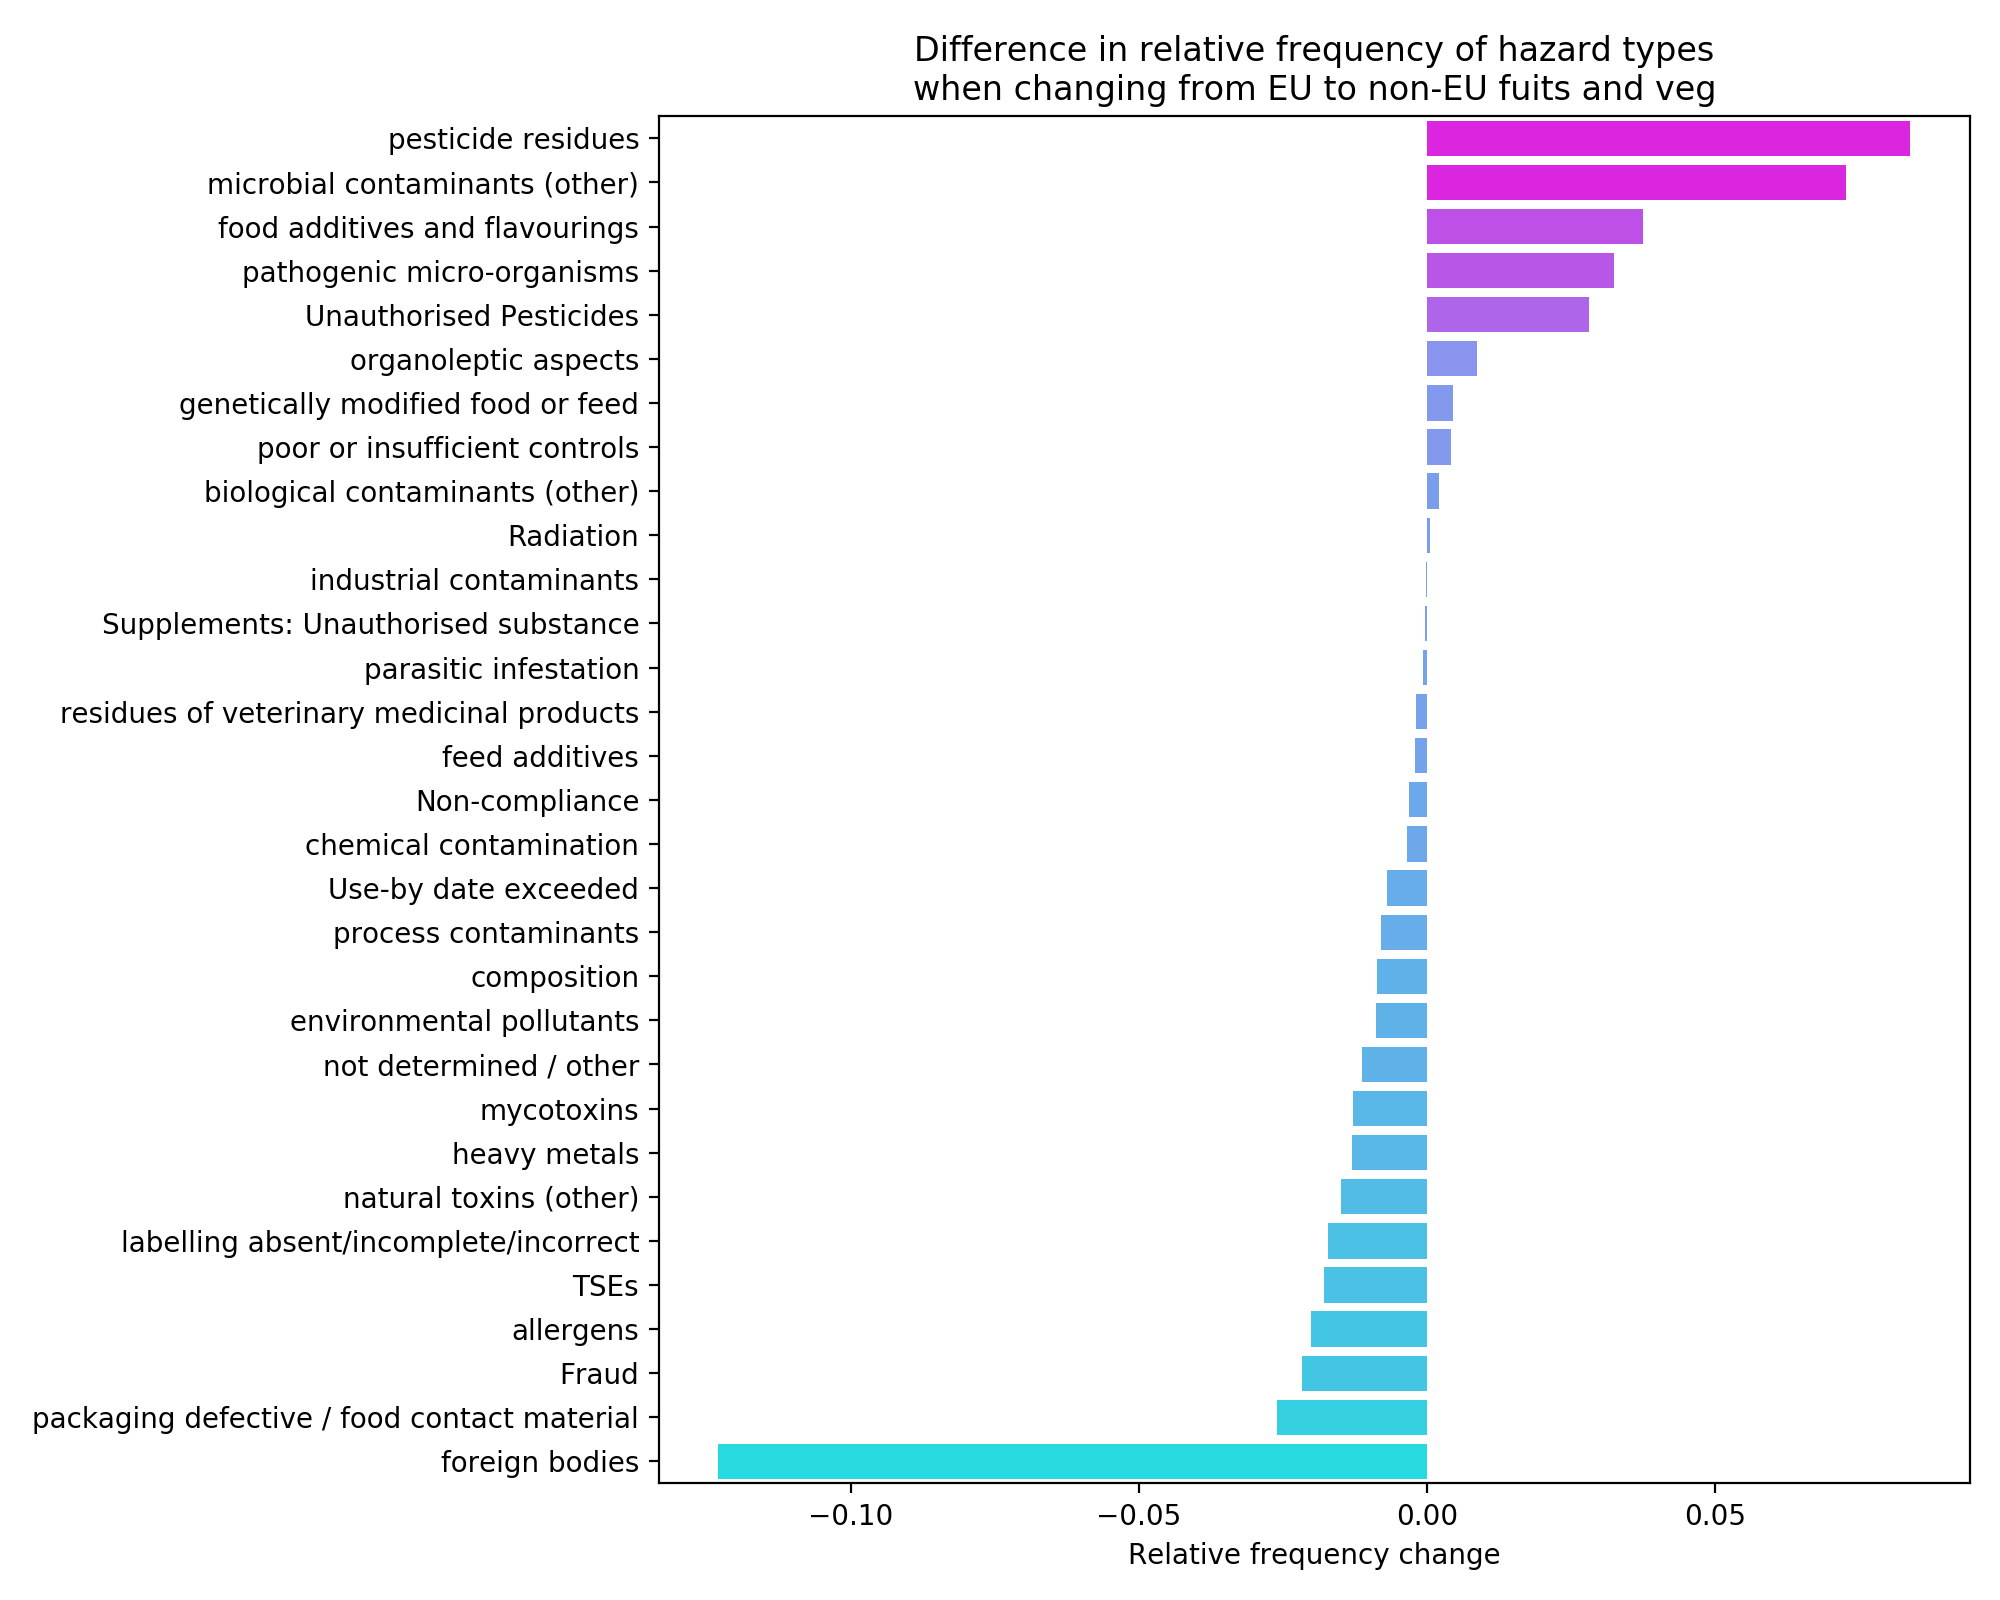 Difference in relative frequency of hazard types
when changing from EU to non-EU fuits and veg
pesticide residues
microbial contaminants (other)
food additives and flavourings
pathogenic micro-organisms
Unauthorised Pesticides
organoleptic aspects
genetically modified food or feed
poor or insufficient controls
biological contaminants (other)
Radiation
industrial contaminants
Supplements: Unauthorised substance
parasitic infestation
residues of veterinary medicinal products
feed additives
Non-compliance
chemical contamination
Use-by date exceeded
process contaminants
composition
environmental pollutants
not determined / other
mycotoxins
heavy metals
natural toxins (other)
labelling absent/incomplete/incorrect
TSEs
allergens
Fraud
packaging defective / food contact material
foreign bodies
−0.10 −0.05 0.00 0.05
Relative frequency change